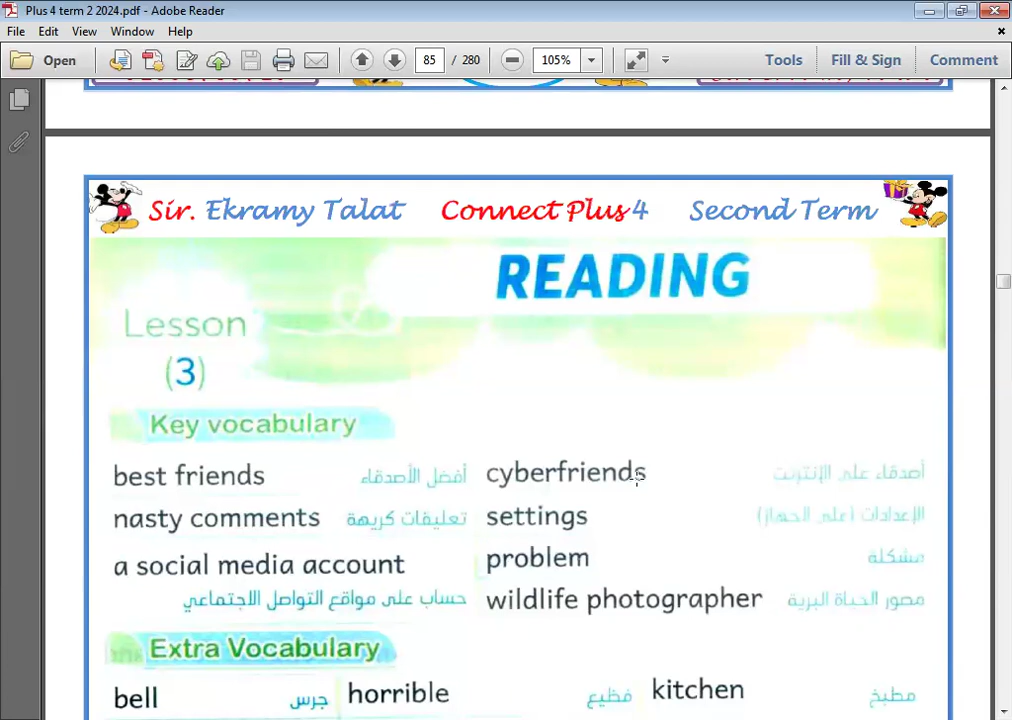 Plus 4 term 2 2024.pdf - Adobe Reader
File Edit View Window Help
Open 85 / 280 105% Tools Fill & Sign Comment
Sir. Ekramy Talat Connect Plus 4 Second Term
READING
Lesson
(3)
Key vocabulary
best friends أفضل الأصدقاء cyberfriends أصدقاء على الإنترنت
nasty comments تعليقات كريهة settings الإعدادات (على الجهاز)
a social media account problem مشكلة
حساب على مواقع التواصل الاجتماعي wildlife photographer مصور الحياة البرية
Extra Vocabulary
bell جرس horrible فظيع kitchen مطبخ